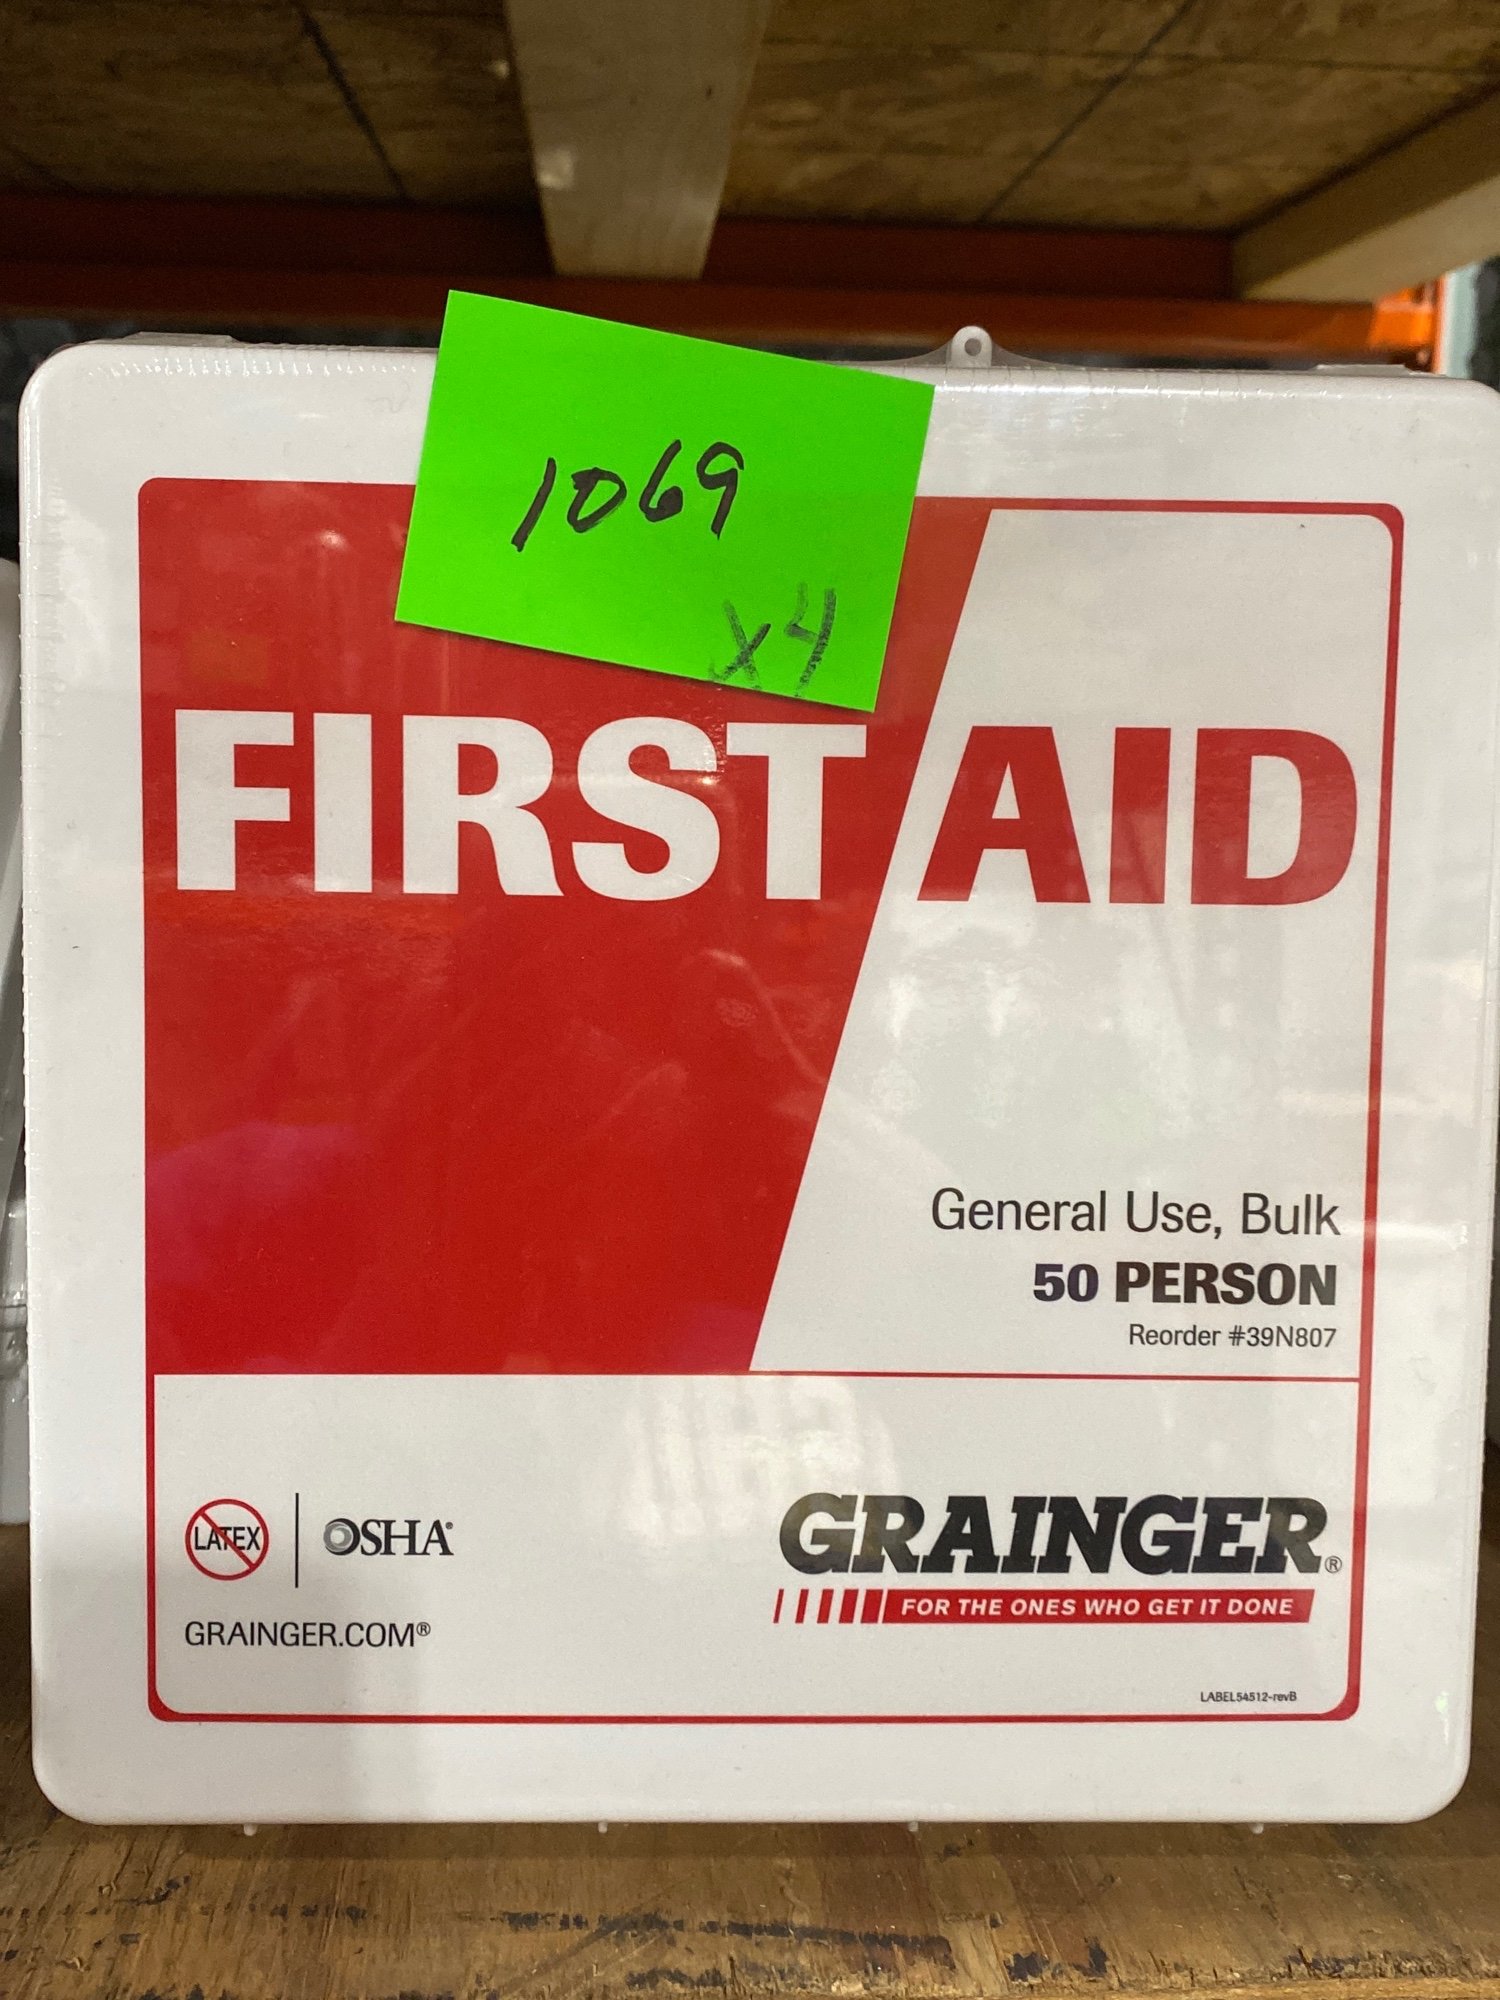 1069
x4
FIRST AID
General Use, Bulk
50 PERSON
Reorder #39N807
LATEX
OSHA®
GRAINGER.COM®
GRAINGER®
FOR THE ONES WHO GET IT DONE
LABEL54512-revB